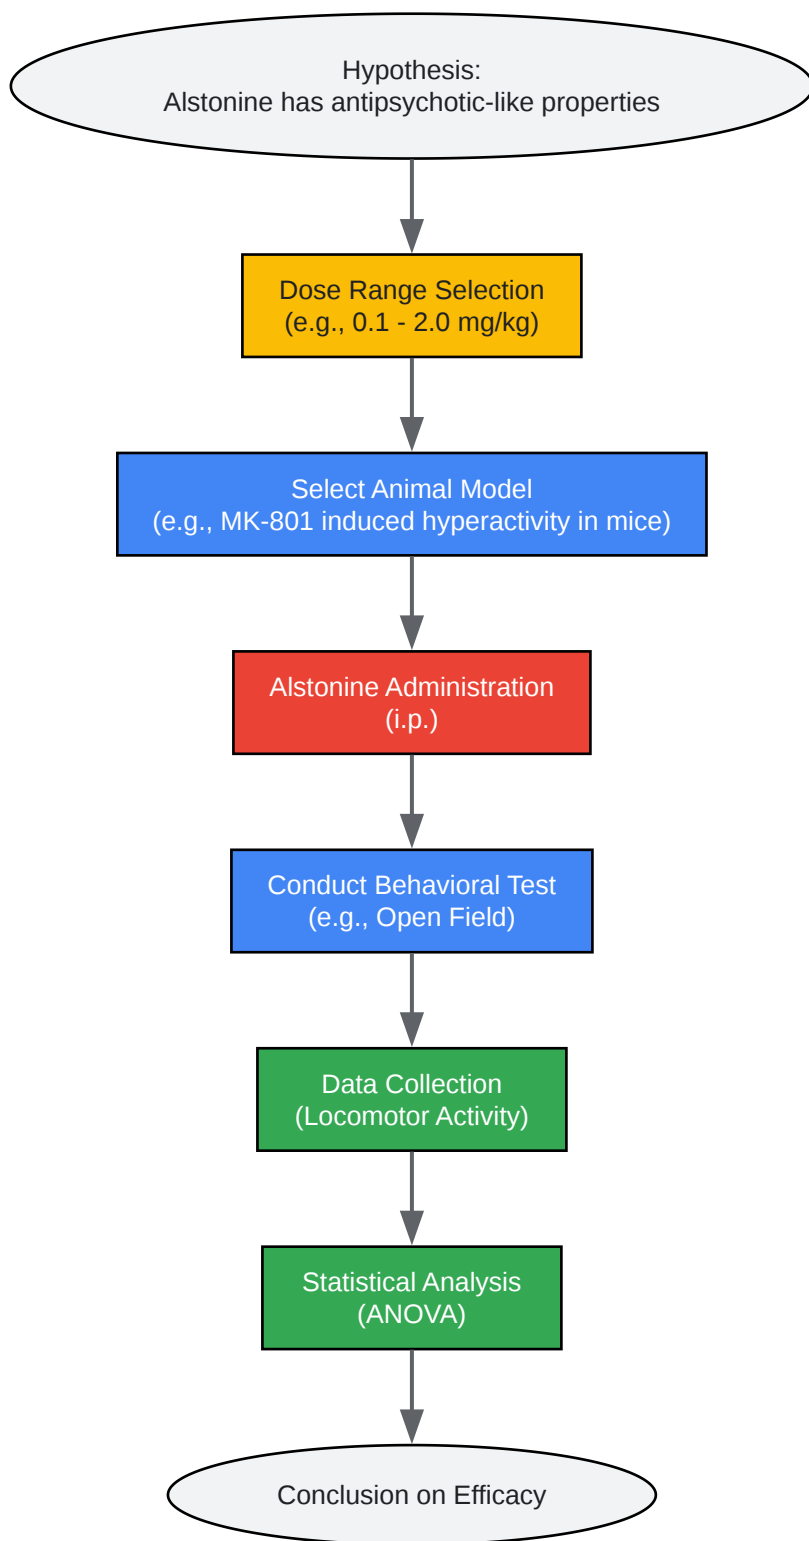 Hypothesis:
Alstonine has antipsychotic-like properties
Dose Range Selection
(e.g., 0.1 - 2.0 mg/kg)
Select Animal Model
(e.g., MK-801 induced hyperactivity in mice)
Alstonine Administration
(i.p.)
Conduct Behavioral Test
(e.g., Open Field)
Data Collection
(Locomotor Activity)
Statistical Analysis
(ANOVA)
Conclusion on Efficacy